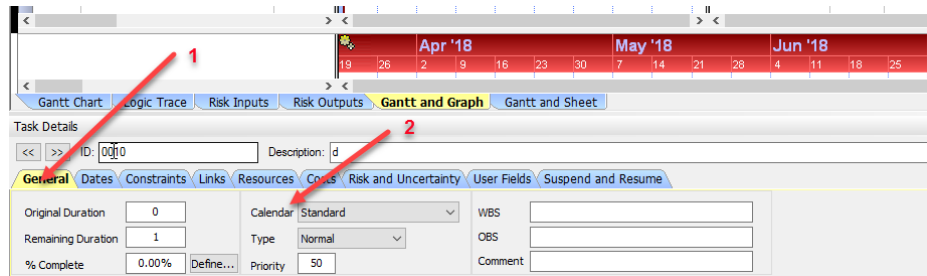 Apr '18 May '18 Jun '18
19 26 2 9 16 23 30 7 14 21 28 4 11 18 25
1
Gantt Chart Logic Trace Risk Inputs Risk Outputs Gantt and Graph Gantt and Sheet
Task Details
2
<< >> ID: 0010 Description: d
General Dates Constraints Links Resources Costs Risk and Uncertainty User Fields Suspend and Resume
Original Duration 0 Calendar Standard WBS
Remaining Duration 1 Type Normal OBS
% Complete 0.00% Define... Priority 50 Comment